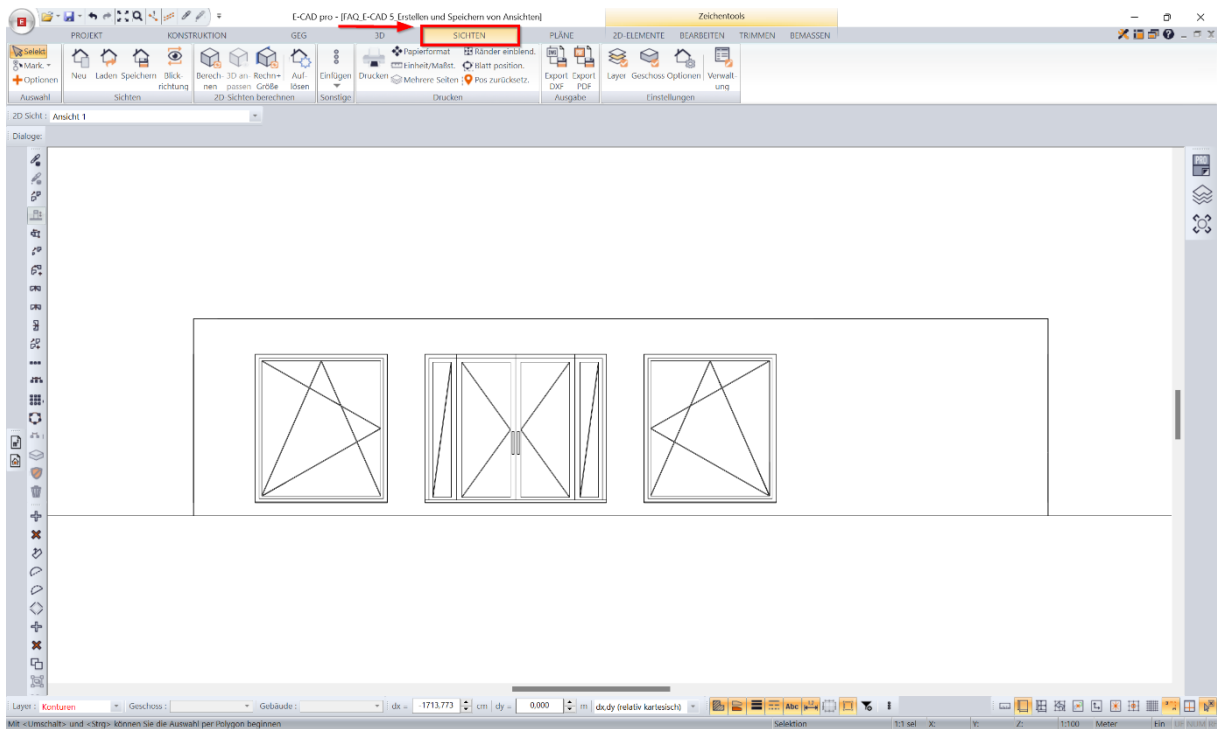 E-CAD pro - [FAQ_E-CAD 5_Erstellen und Speichern von Ansichten]
Zeichentools
PROJEKT KONSTRUKTION GEG 3D SICHTEN PLÄNE 2D-ELEMENTE BEARBEITEN TRIMMEN BEMASSEN
Selekt
Mark.
Optionen
Auswahl
Neu Laden Speichern Blick-
richtung
Sichten
Berech- 3D an- Rechn+ Auf-
nen passen Größe lösen
2D-Sichten berechnen
Einfügen
Sonstige
Drucken
Papierformat Ränder einblend.
Einheit/Maßst. Blatt position.
Mehrere Seiten Pos zurücksetz.
Drucken
Export Export
DXF PDF
Ausgabe
Layer Geschoss Optionen Verwalt-
ung
Einstellungen
2D Sicht : Ansicht 1
Dialoge:
PRO
Layer : Konturen Geschoss : Gebäude : dx = -1713,773 cm dy = 0,000 m dx,dy (relativ kartesisch) Abc
Mit <Umschalt> und <Strg> können Sie die Auswahl per Polygon beginnen Selektion 1:1 sel X: Y: Z: 1:100 Meter Ein UF NUM